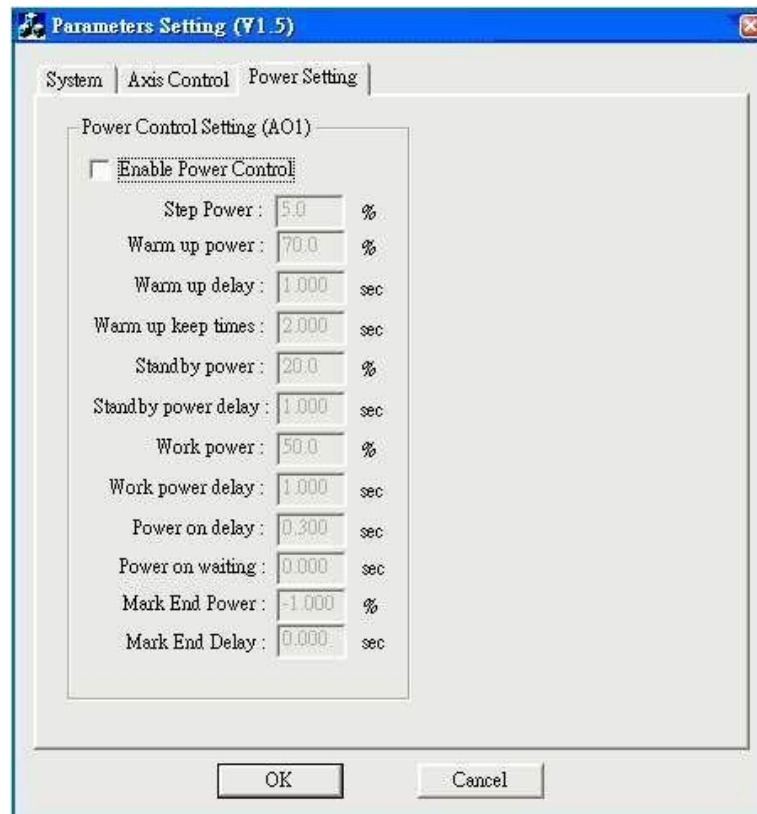 Parameters Setting (V1.5)
System Axis Control Power Setting
Power Control Setting (AO1)
Enable Power Control
Step Power : 5.0 %
Warm up power : 70.0 %
Warm up delay : 1.000 sec
Warm up keep times : 2.000 sec
Standby power : 20.0 %
Standby power delay : 1.000 sec
Work power : 50.0 %
Work power delay : 1.000 sec
Power on delay : 0.300 sec
Power on waiting : 0.000 sec
Mark End Power : -1.000 %
Mark End Delay : 0.000 sec
OK Cancel